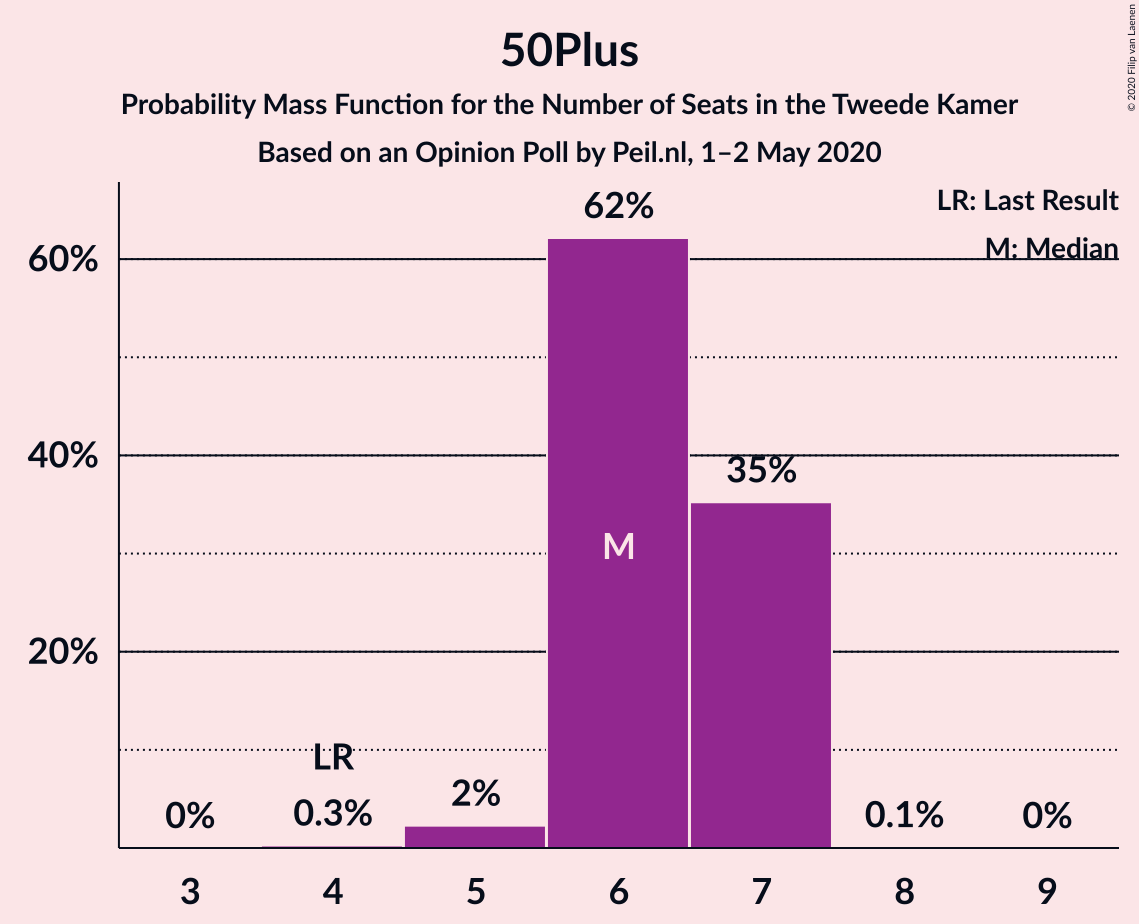 50Plus
Probability Mass Function for the Number of Seats in the Tweede Kamer
Based on an Opinion Poll by Peil.nl, 1–2 May 2020
© 2020 Filip van Laenen
LR: Last Result
M: Median
62%
60%
40%
35%
M
20%
LR
0%
0.3%
2%
0.1%
0%
3
4
5
6
7
8
9